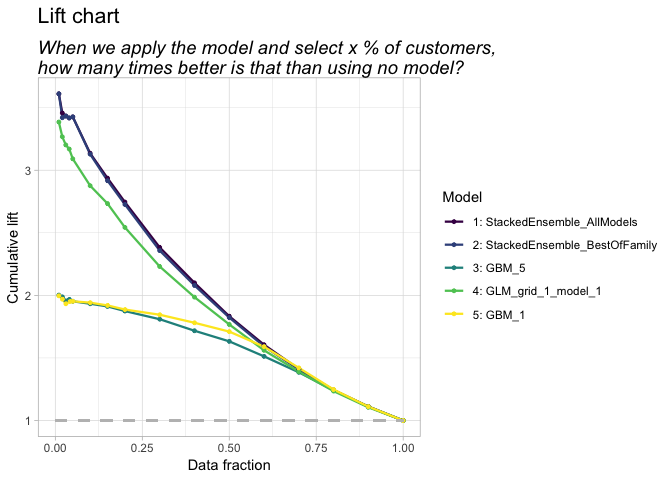 Lift chart
When we apply the model and select x % of customers,
how many times better is that than using no model?
Cumulative lift
3
2
1
0.00 0.25 0.50 0.75 1.00
Data fraction
Model
1: StackedEnsemble_AllModels
2: StackedEnsemble_BestOfFamily
3: GBM_5
4: GLM_grid_1_model_1
5: GBM_1